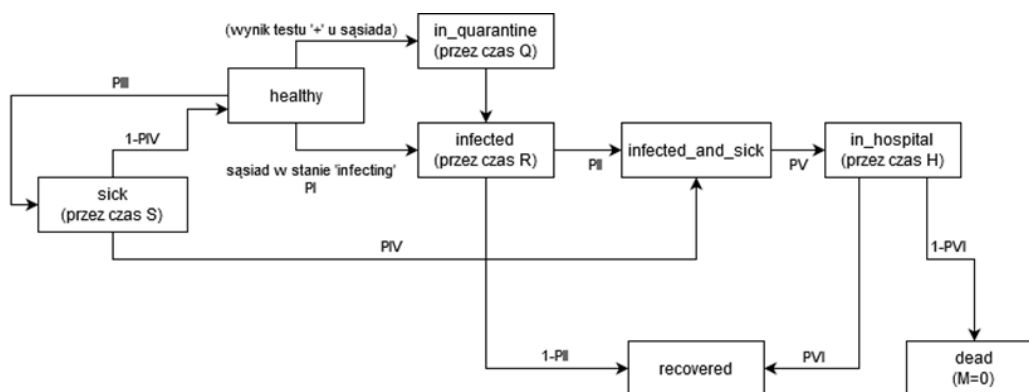 (wynik testu '+' u sąsiada)
in_quarantine
(przez czas Q)
PIII
healthy
1-PIV
infected
(przez czas R)
PII
infected_and_sick
PV
in_hospital
(przez czas H)
sąsiad w stanie 'infecting'
PI
sick
(przez czas S)
PIV
1-PVI
1-PII
recovered
PVI
dead
(M=0)